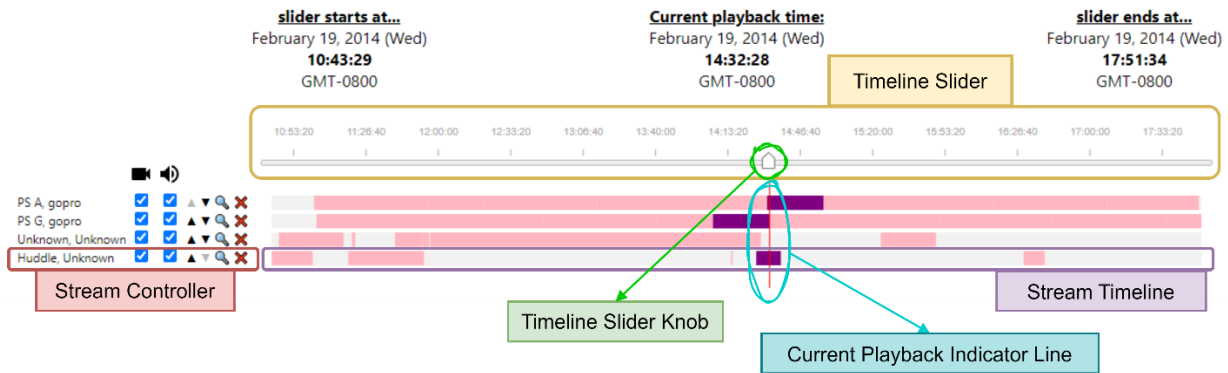 slider starts at...
February 19, 2014 (Wed)
10:43:29
GMT-0800
Current playback time:
February 19, 2014 (Wed)
14:32:28
GMT-0800
slider ends at...
February 19, 2014 (Wed)
17:51:34
GMT-0800
Timeline Slider
10:53:20 11:26:40 12:00:00 12:33:20 13:06:40 13:40:00 14:13:20 14:46:40 15:20:00 15:53:20 16:26:40 17:00:00 17:33:20
PS A, gopro
PS G, gopro
Unknown, Unknown
Huddle, Unknown
Stream Controller
Stream Timeline
Timeline Slider Knob
Current Playback Indicator Line